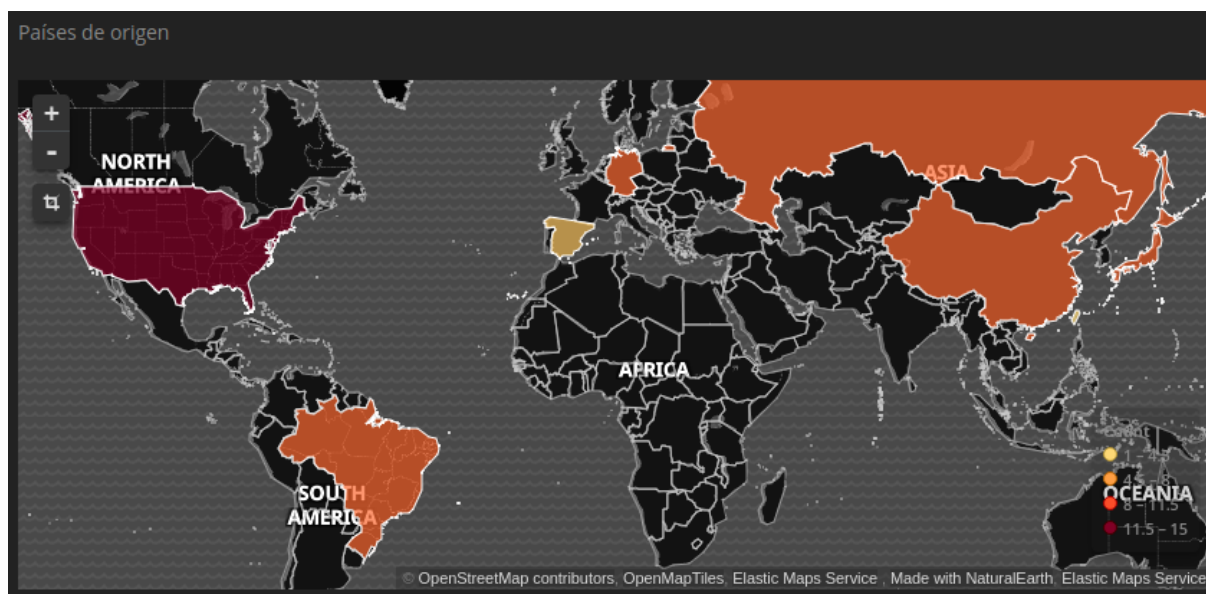 Países de origen
+
-
NORTH
AMERICA
ASIA
AFRICA
SOUTH
AMERICA
OCEANIA
8 – 11.5
11.5 – 15
© OpenStreetMap contributors, OpenMapTiles, Elastic Maps Service , Made with NaturalEarth, Elastic Maps Service